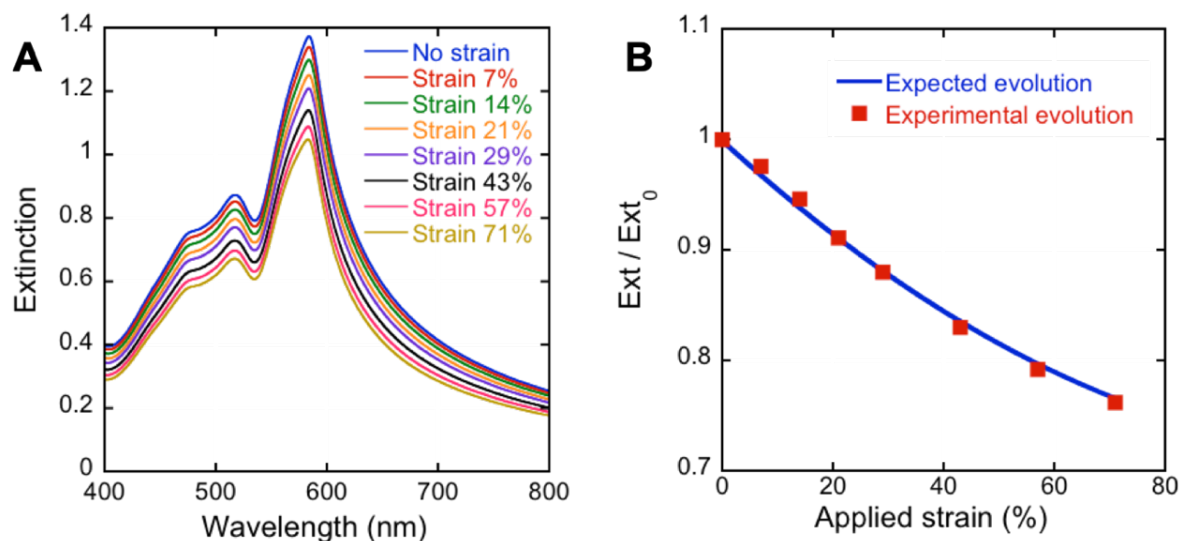 A
Extinction
1.4
1.2
1
0.8
0.6
0.4
0.2
0
400
500
600
700
800
Wavelength (nm)
No strain
Strain 7%
Strain 14%
Strain 21%
Strain 29%
Strain 43%
Strain 57%
Strain 71%
B
Ext / Ext₀
1.1
1
0.9
0.8
0.7
0
20
40
60
80
Applied strain (%)
Expected evolution
Experimental evolution